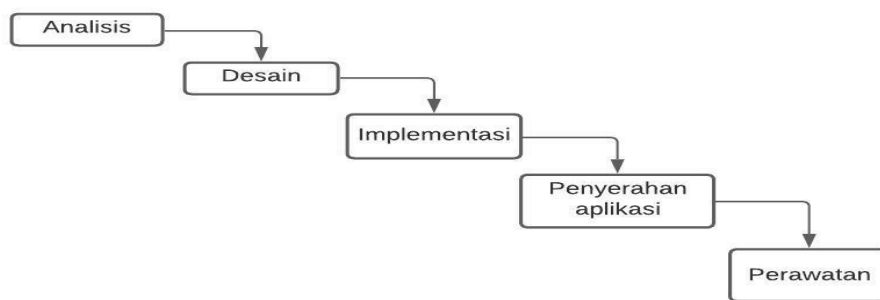 Analisis
Desain
Implementasi
Penyerahan
aplikasi
Perawatan